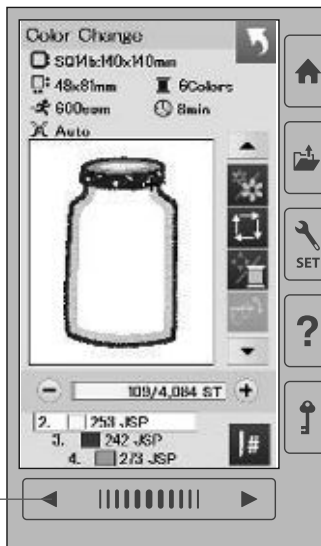 Color Change
SQ14b:140x140mm
48x81mm 6Colors
600spm 8min
Auto
109/4,084 ST
2. 253 JSP
3. 242 JSP
4. 273 JSP
#
SET
?